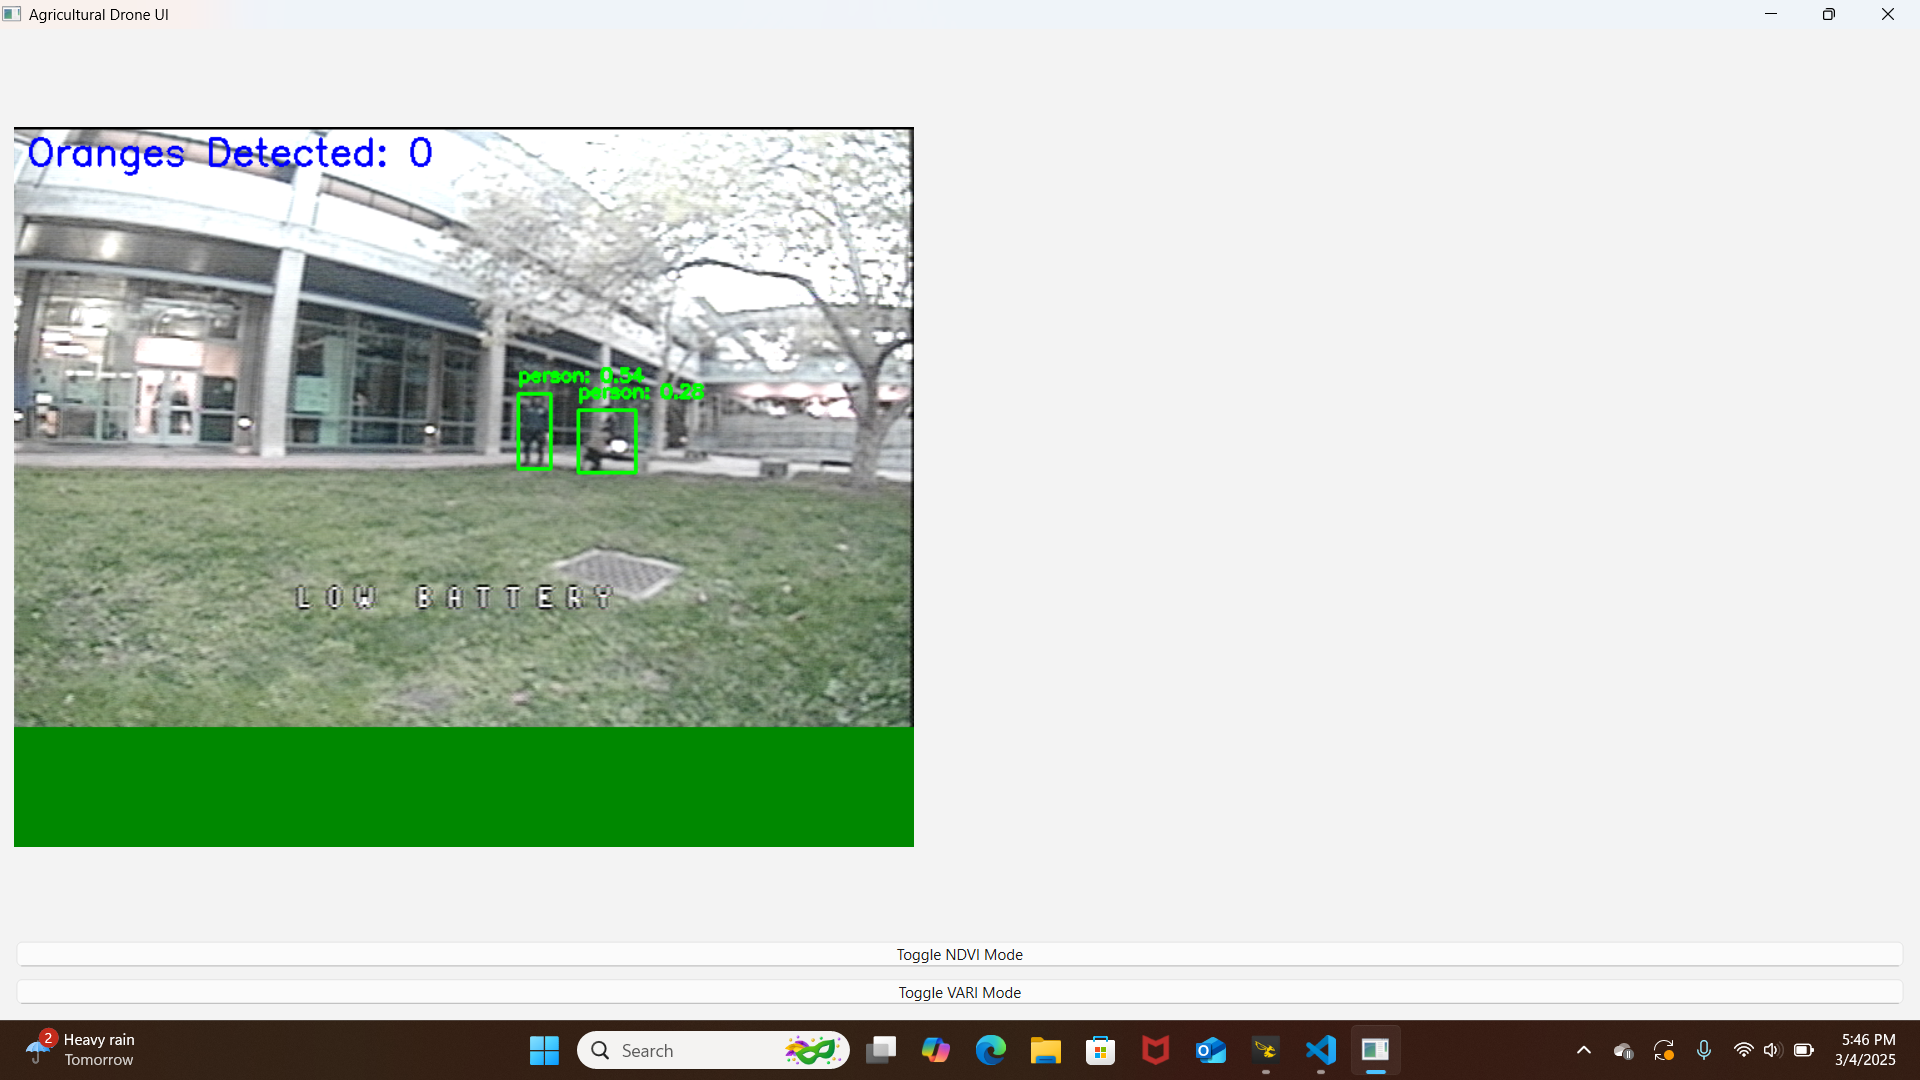 Agricultural Drone UI
Oranges Detected: 0
person: 0.54
person: 0.28
LOW BATTERY
Toggle NDVI Mode
Toggle VARI Mode
2
Heavy rain
Tomorrow
Search
5:46 PM
3/4/2025